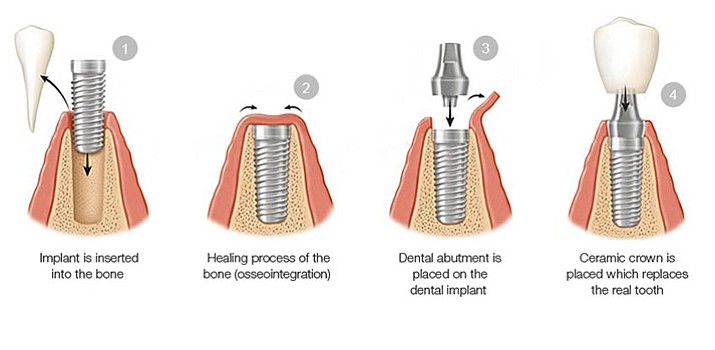 1
Implant is inserted
into the bone
2
Healing process of the
bone (osseointegration)
3
Dental abutment is
placed on the
dental implant
4
Ceramic crown is
placed which replaces
the real tooth